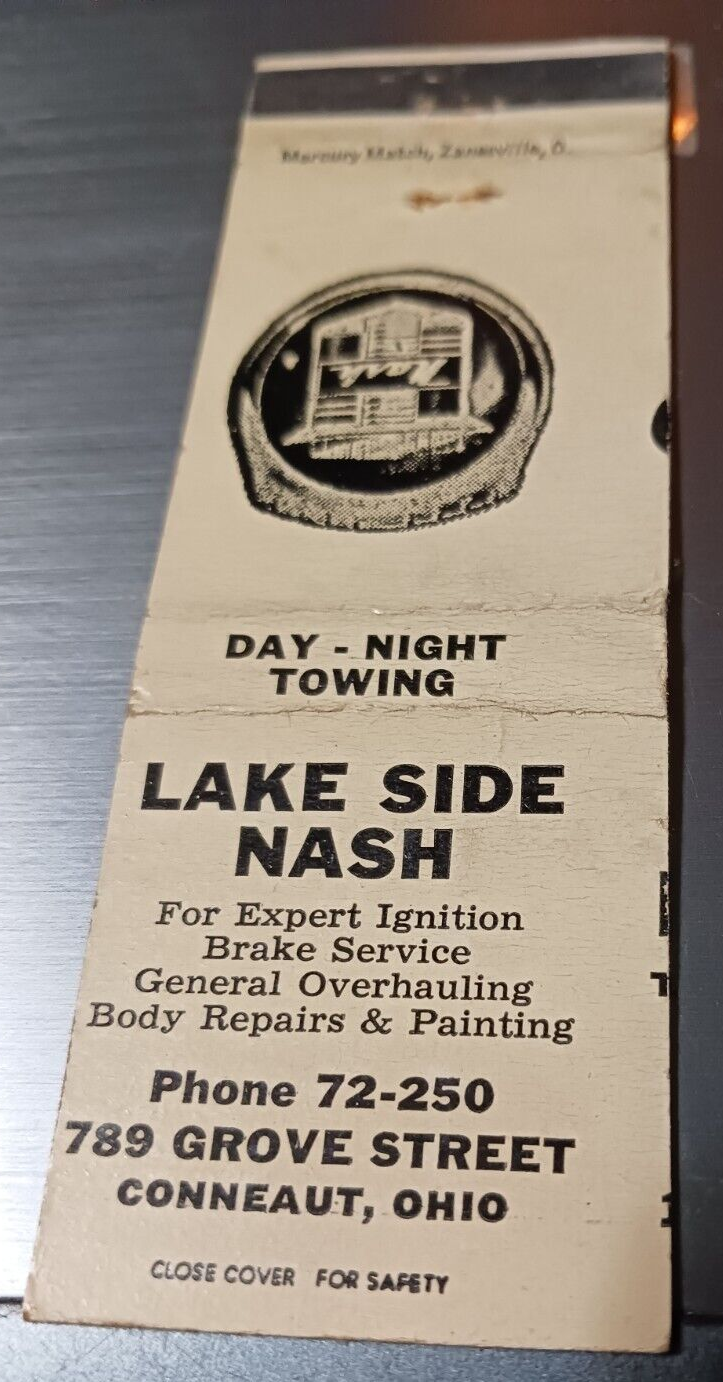 Mercury Match, Zanesville, O.
Nash
DAY - NIGHT
TOWING
LAKE SIDE
NASH
For Expert Ignition
Brake Service
General Overhauling
Body Repairs & Painting
Phone 72-250
789 GROVE STREET
CONNEAUT, OHIO
CLOSE COVER FOR SAFETY